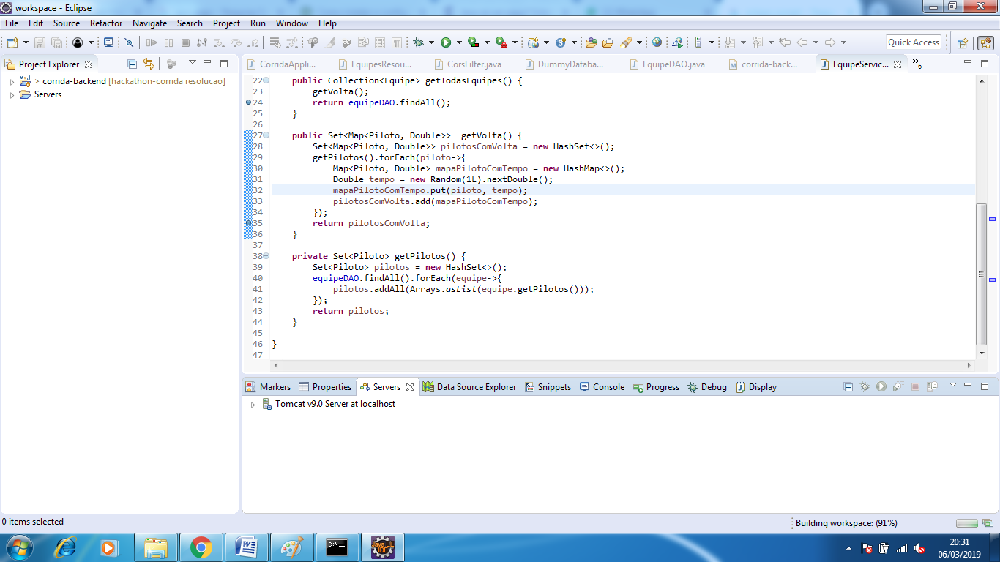 workspace - Eclipse
File Edit Source Refactor Navigate Search Project Run Window Help
Quick Access
Project Explorer
> corrida-backend [hackathon-corrida resolucao]
Servers
CorridaAppli... EquipesResou... CorsFilter.java DummyDataba... EquipeDAO.java corrida-back... EquipeServic... »6
22 public Collection<Equipe> getTodasEquipes() {
23 getVolta();
24 return equipeDAO.findAll();
25 }
26
27 public Set<Map<Piloto, Double>>  getVolta() {
28 Set<Map<Piloto, Double>> pilotosComVolta = new HashSet<>();
29 getPilotos().forEach(piloto->{
30 Map<Piloto, Double> mapaPilotoComTempo = new HashMap<>();
31 Double tempo = new Random(1L).nextDouble();
32 mapaPilotoComTempo.put(piloto, tempo);
33 pilotosComVolta.add(mapaPilotoComTempo);
34 });
35 return pilotosComVolta;
36 }
37
38 private Set<Piloto> getPilotos() {
39 Set<Piloto> pilotos = new HashSet<>();
40 equipeDAO.findAll().forEach(equipe->{
41 pilotos.addAll(Arrays.asList(equipe.getPilotos()));
42 });
43 return pilotos;
44 }
45
46 }
47
Markers Properties Servers Data Source Explorer Snippets Console Progress Debug Display
Tomcat v9.0 Server at localhost
0 items selected
Building workspace: (91%)
Java EE
IDE
20:31
06/03/2019